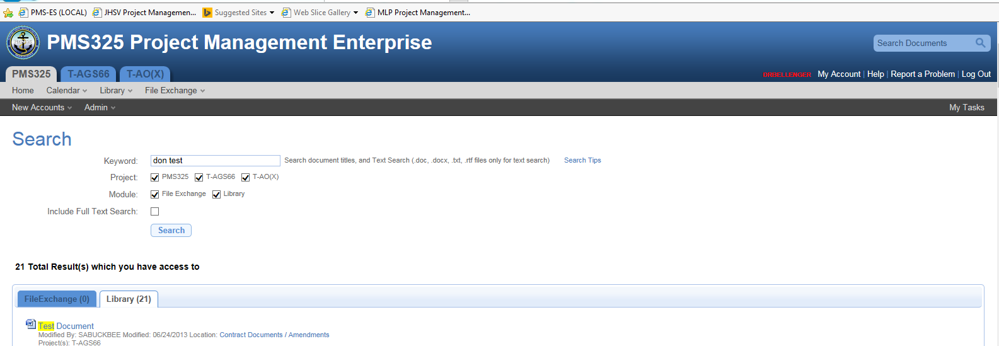 PMS-ES (LOCAL) JHSV Project Managemen... Suggested Sites Web Slice Gallery MLP Project Management...
PMS325 Project Management Enterprise
Search Documents
PMS325 T-AGS66 T-AO(X)
DRBELLENGER My Account | Help | Report a Problem | Log Out
Home Calendar Library File Exchange
New Accounts Admin My Tasks
Search
Keyword: don test Search document titles, and Text Search (.doc, .docx, .txt, .rtf files only for text search) Search Tips
Project: PMS325 T-AGS66 T-AO(X)
Module: File Exchange Library
Include Full Text Search:
Search
21 Total Result(s) which you have access to
FileExchange (0) Library (21)
Test Document
Modified By: SABUCKBEE Modified: 06/24/2013 Location: Contract Documents / Amendments
Project(s): T-AGS66